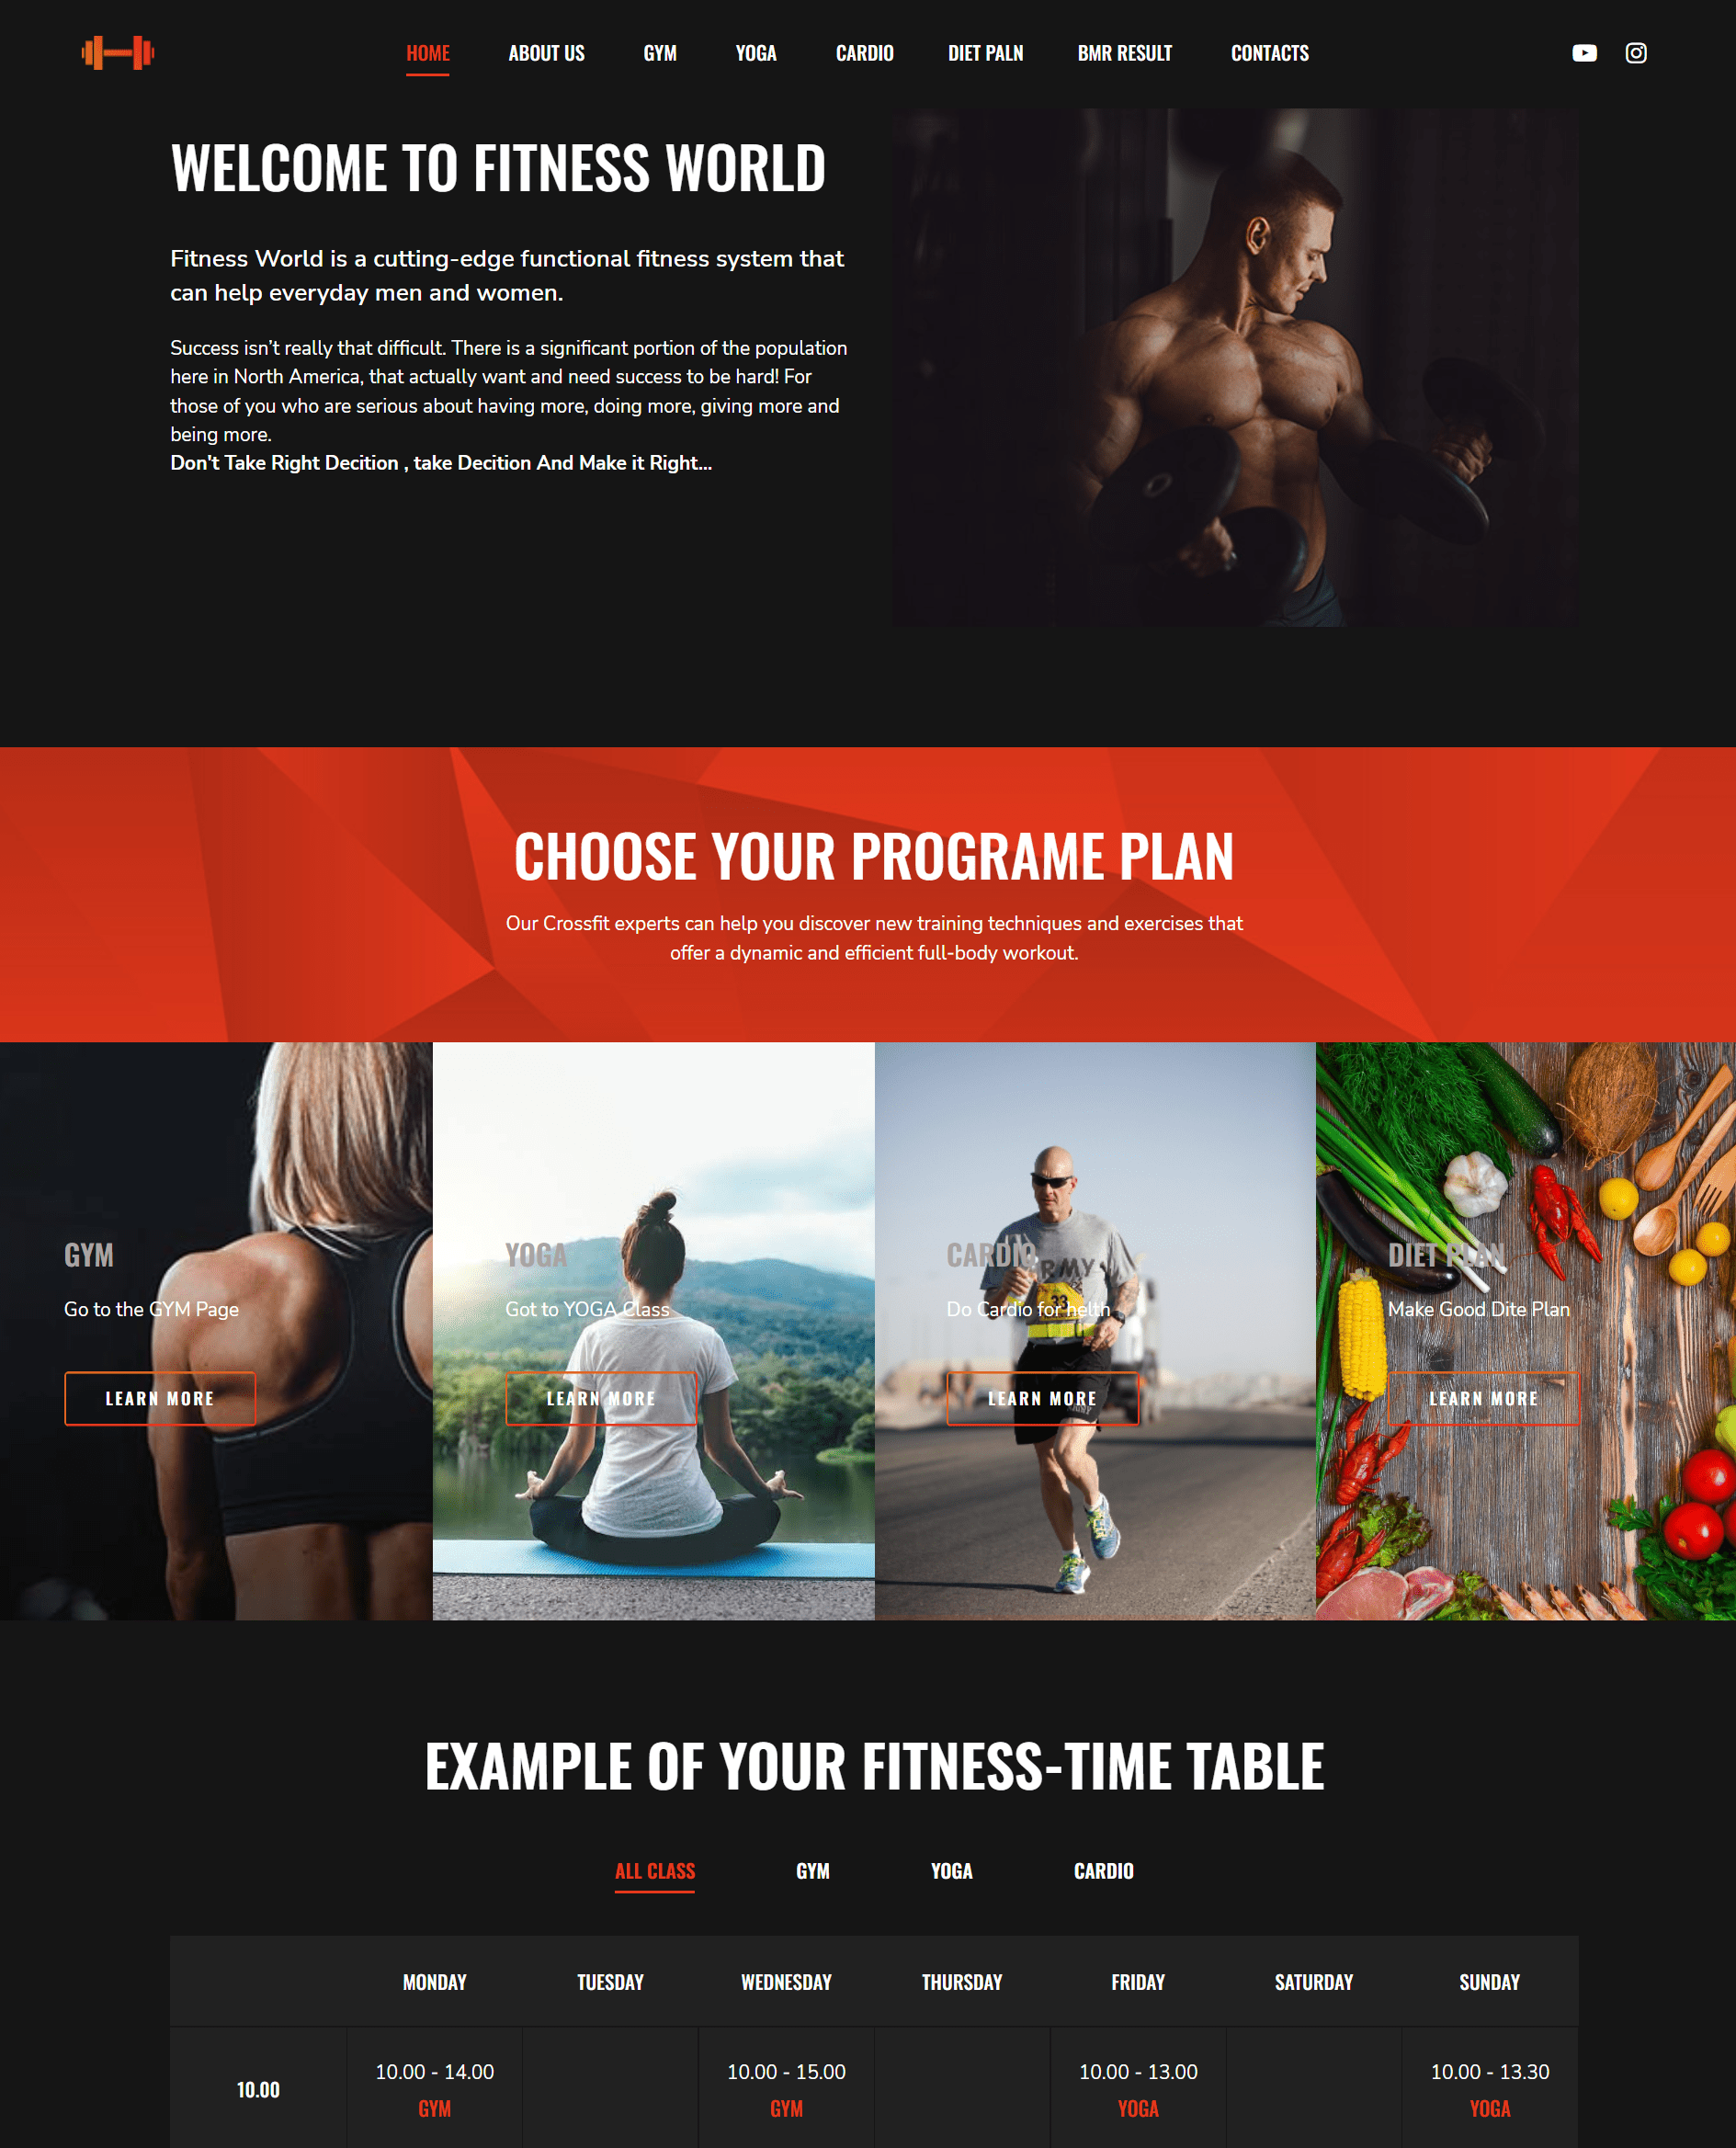 HOME ABOUT US GYM YOGA CARDIO DIET PALN BMR RESULT CONTACTS
WELCOME TO FITNESS WORLD
Fitness World is a cutting-edge functional fitness system that
can help everyday men and women.
Success isn’t really that difficult. There is a significant portion of the population
here in North America, that actually want and need success to be hard! For
those of you who are serious about having more, doing more, giving more and
being more.
Don't Take Right Decition , take Decition And Make it Right...
CHOOSE YOUR PROGRAME PLAN
Our Crossfit experts can help you discover new training techniques and exercises that
offer a dynamic and efficient full-body workout.
GYM
Go to the GYM Page
LEARN MORE
YOGA
Got to YOGA Class
LEARN MORE
CARDIO
Do Cardio for helth
LEARN MORE
ARMY
33
DIET PLAN
Make Good Dite Plan
LEARN MORE
EXAMPLE OF YOUR FITNESS-TIME TABLE
ALL CLASS GYM YOGA CARDIO
MONDAY TUESDAY WEDNESDAY THURSDAY FRIDAY SATURDAY SUNDAY
10.00 - 14.00 10.00 - 15.00 10.00 - 13.00 10.00 - 13.30
10.00
GYM GYM YOGA YOGA